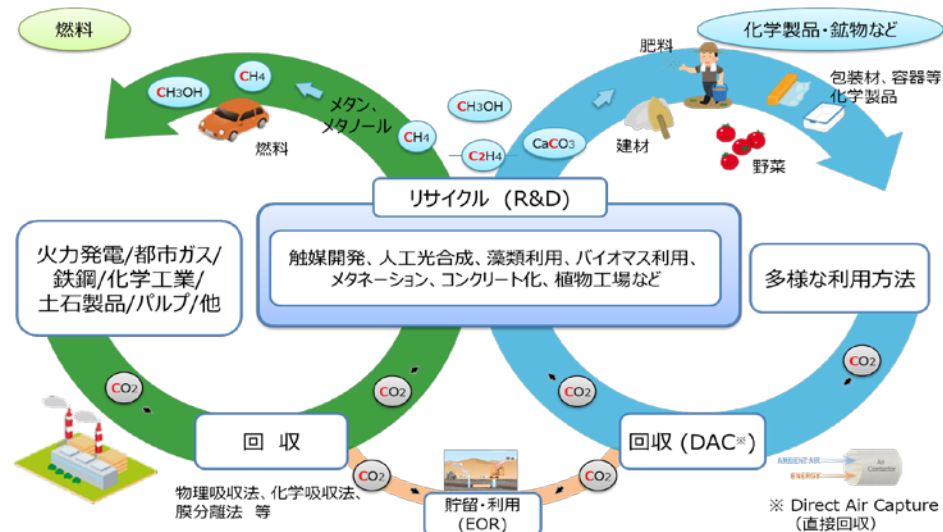 燃料
化学製品・鉱物など
肥料
CH3OH
CH4
メタン、
メタノール
CH3OH
包装材、容器等
化学製品
燃料
CH4
C2H4
CaCO3
建材
野菜
リサイクル (R&D)
触媒開発、人工光合成、藻類利用、バイオマス利用、
メタネーション、コンクリート化、植物工場など
火力発電/都市ガス/
鉄鋼/化学工業/
土石製品/パルプ/他
多様な利用方法
CO2
CO2
CO2
CO2
回 収
回収 (DAC※)
物理吸収法、化学吸収法、
膜分離法 等
CO2
CO2
貯留・利用
(EOR)
AMBIENT AIR
ENERGY
Air
Contactor
※ Direct Air Capture
(直接回収)